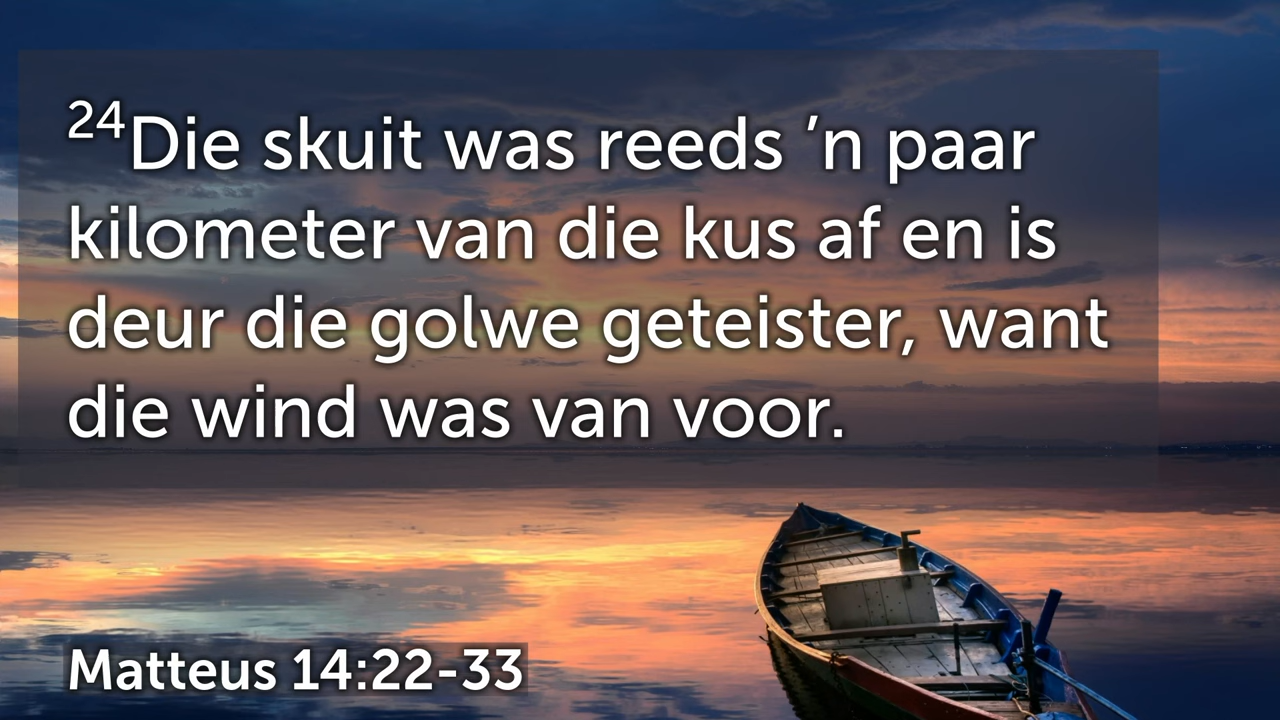 ²⁴Die skuit was reeds ’n paar
kilometer van die kus af en is
deur die golwe geteister, want
die wind was van voor.
Matteus 14:22-33